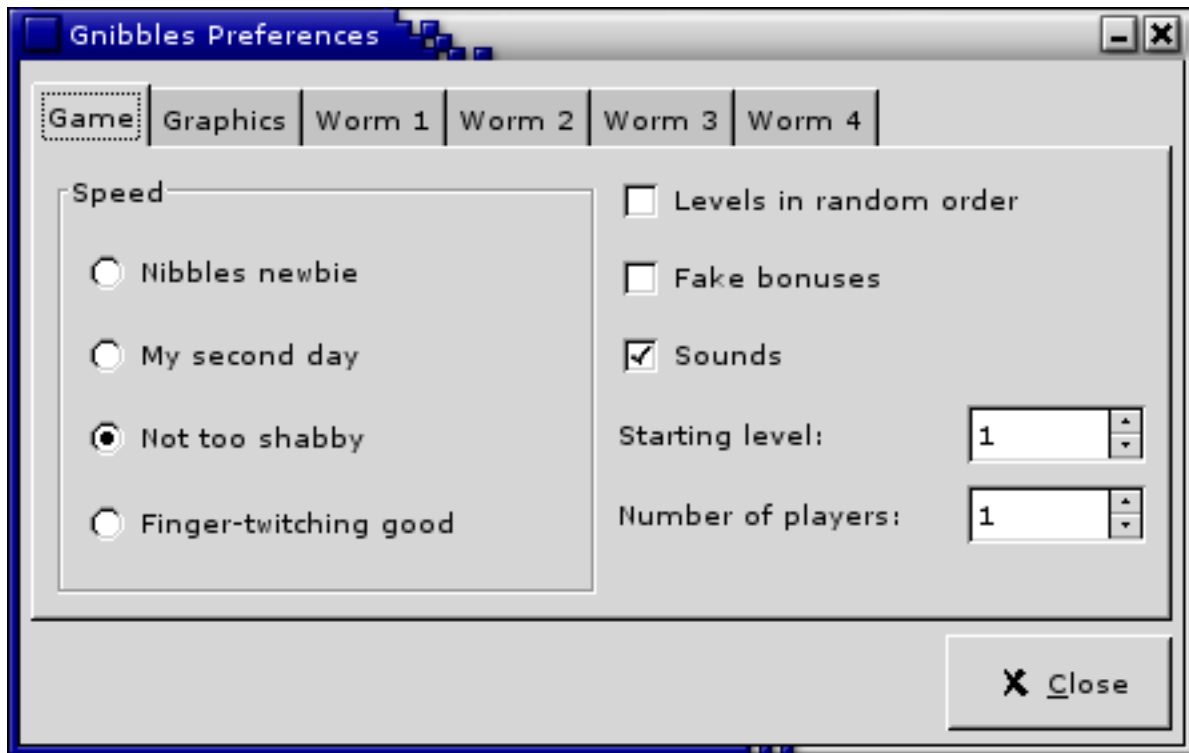 Gnibbles Preferences
Game Graphics Worm 1 Worm 2 Worm 3 Worm 4
Speed
Nibbles newbie
My second day
Not too shabby
Finger-twitching good
Levels in random order
Fake bonuses
Sounds
Starting level: 1
Number of players: 1
Close